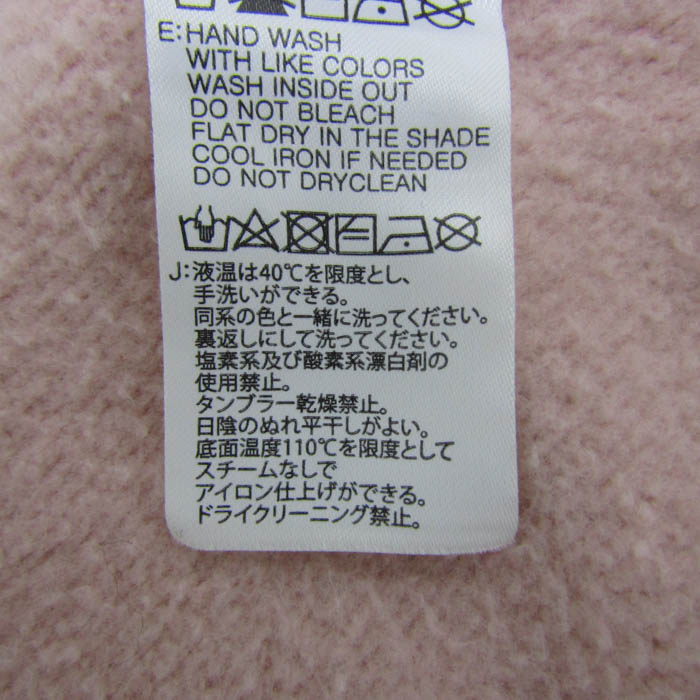 E:HAND WASH
WITH LIKE COLORS
WASH INSIDE OUT
DO NOT BLEACH
FLAT DRY IN THE SHADE
COOL IRON IF NEEDED
DO NOT DRYCLEAN
J:液温は40℃を限度とし、
手洗いができる。
同系の色と一緒に洗ってください。
裏返しにして洗ってください。
塩素系及び酸素系漂白剤の
使用禁止。
タンブラー乾燥禁止。
日陰のぬれ平干しがよい。
底面温度110℃を限度として
スチームなしで
アイロン仕上げができる。
ドライクリーニング禁止。